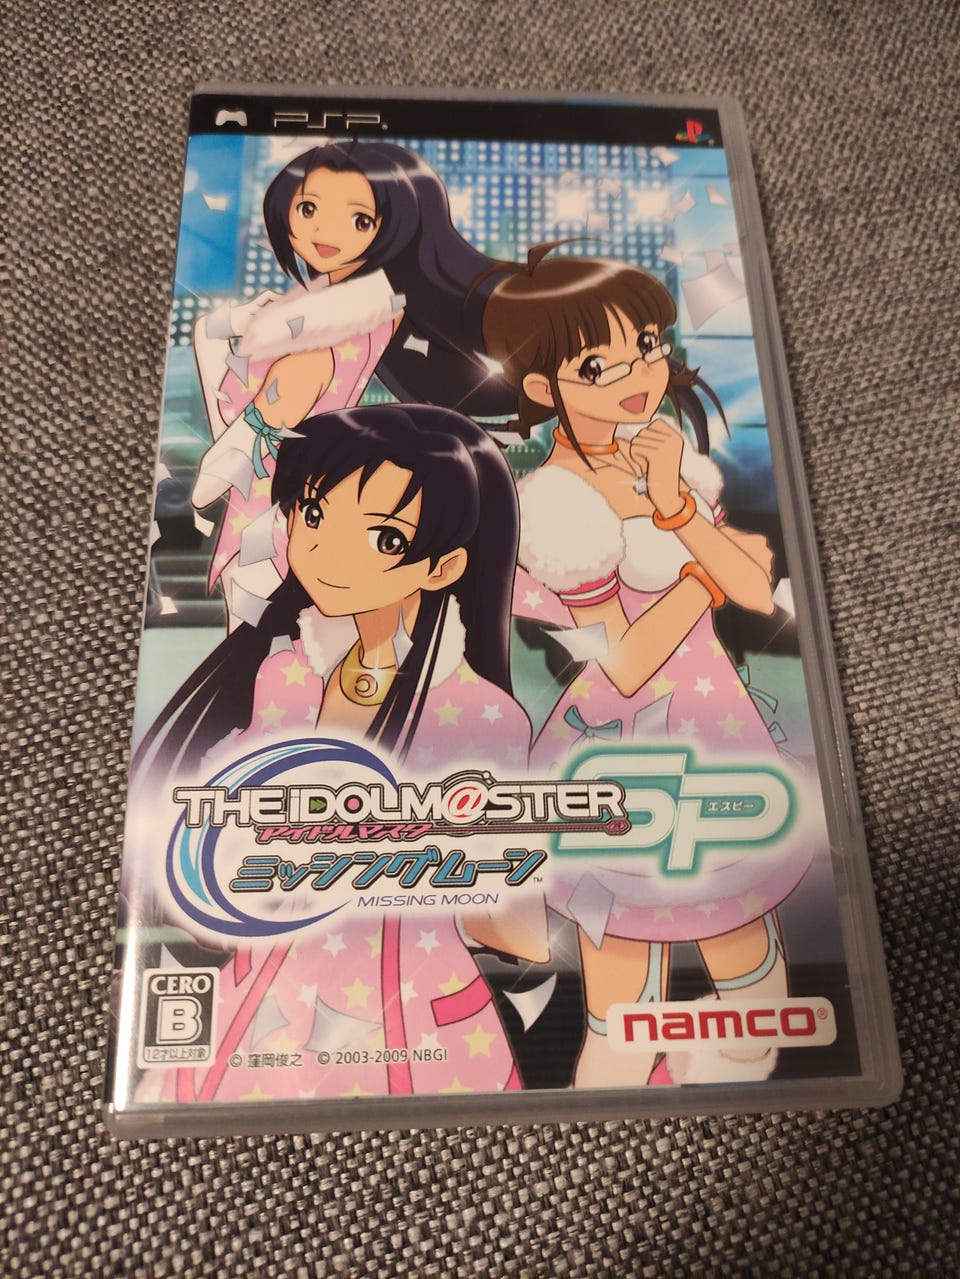 PSP®
THE iDOLM@STER
アイドルマスター
SP
エスピー
ミッシングムーン™
MISSING MOON
CERO
B
12才以上対象
© 窪岡俊之 © 2003-2009 NBGI
namco®